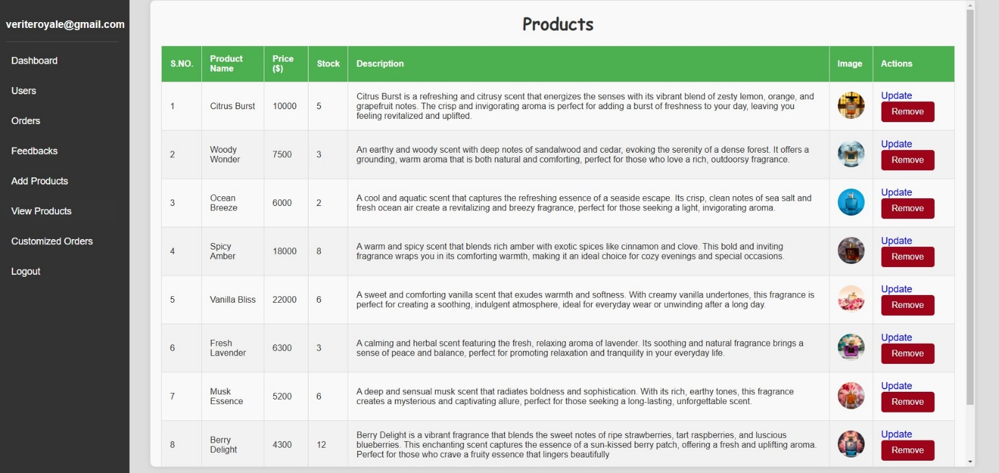 veriteroyale@gmail.com
Dashboard
Users
Orders
Feedbacks
Add Products
View Products
Customized Orders
Logout
Products
S.NO. Product Name Price ($) Stock Description Image Actions
1 Citrus Burst 10000 5 Citrus Burst is a refreshing and citrusy scent that energizes the senses with its vibrant blend of zesty lemon, orange, and
grapefruit notes. The crisp and invigorating aroma is perfect for adding a burst of freshness to your day, leaving you
feeling revitalized and uplifted.
Update
Remove
2 Woody Wonder 7500 3 An earthy and woody scent with deep notes of sandalwood and cedar, evoking the serenity of a dense forest. It offers a
grounding, warm aroma that is both natural and comforting, perfect for those who love a rich, outdoorsy fragrance.
Update
Remove
3 Ocean Breeze 6000 2 A cool and aquatic scent that captures the refreshing essence of a seaside escape. Its crisp, clean notes of sea salt and
fresh ocean air create a revitalizing and breezy fragrance, perfect for those seeking a light, invigorating aroma.
Update
Remove
4 Spicy Amber 18000 8 A warm and spicy scent that blends rich amber with exotic spices like cinnamon and clove. This bold and inviting
fragrance wraps you in its comforting warmth, making it an ideal choice for cozy evenings and special occasions.
Update
Remove
5 Vanilla Bliss 22000 6 A sweet and comforting vanilla scent that exudes warmth and softness. With creamy vanilla undertones, this fragrance is
perfect for creating a soothing, indulgent atmosphere, ideal for everyday wear or unwinding after a long day.
Update
Remove
6 Fresh Lavender 6300 3 A calming and herbal scent featuring the fresh, relaxing aroma of lavender. Its soothing and natural fragrance brings a
sense of peace and balance, perfect for promoting relaxation and tranquility in your everyday life.
Update
Remove
7 Musk Essence 5200 6 A deep and sensual musk scent that radiates boldness and sophistication. With its rich, earthy tones, this fragrance
creates a mysterious and captivating allure, perfect for those seeking a long-lasting, unforgettable scent.
Update
Remove
8 Berry Delight 4300 12 Berry Delight is a vibrant fragrance that blends the sweet notes of ripe strawberries, tart raspberries, and luscious
blueberries. This enchanting scent captures the essence of a sun-kissed berry patch, offering a fresh and uplifting aroma.
Perfect for those who crave a fruity essence that lingers beautifully
Update
Remove